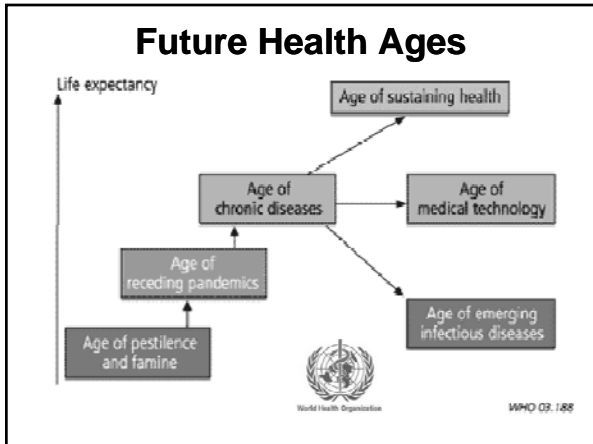 Future Health Ages
Life expectancy
Age of sustaining health
Age of
chronic diseases
Age of
medical technology
Age of
receding pandemics
Age of emerging
infectious diseases
Age of pestilence
and famine
World Health Organization
WHO 03.188